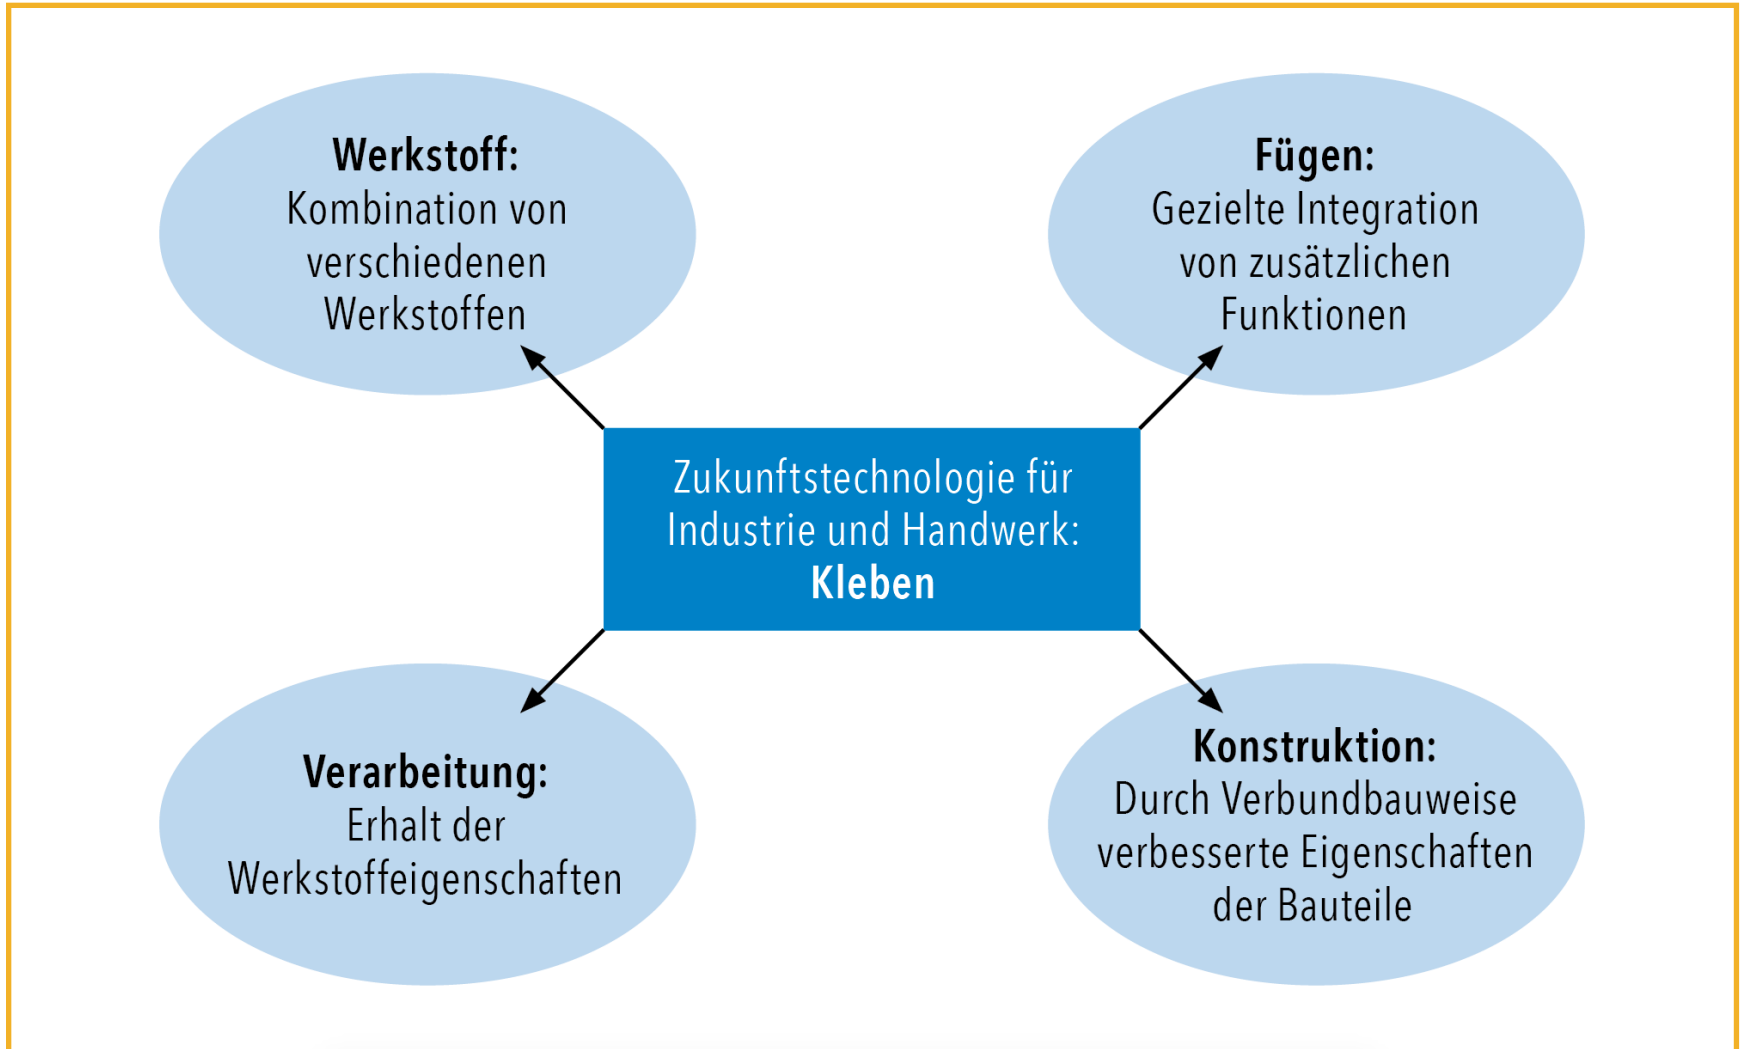 Werkstoff:
Kombination von
verschiedenen
Werkstoffen
Fügen:
Gezielte Integration
von zusätzlichen
Funktionen
Zukunftstechnologie für
Industrie und Handwerk:
Kleben
Verarbeitung:
Erhalt der
Werkstoffeigenschaften
Konstruktion:
Durch Verbundbauweise
verbesserte Eigenschaften
der Bauteile